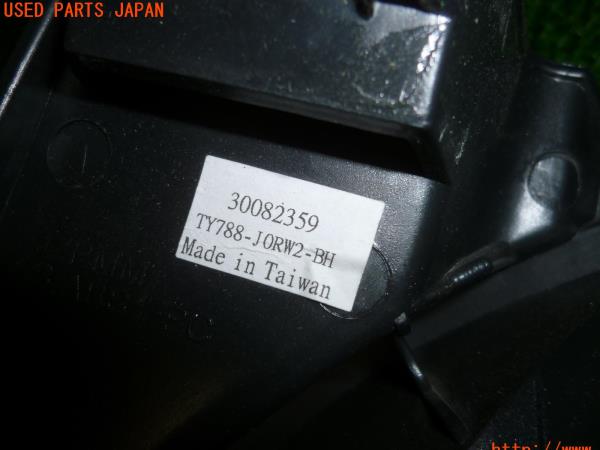 USED PARTS JAPAN
30082359
TY788-J0RW2-BH
Made in Taiwan
http://www.